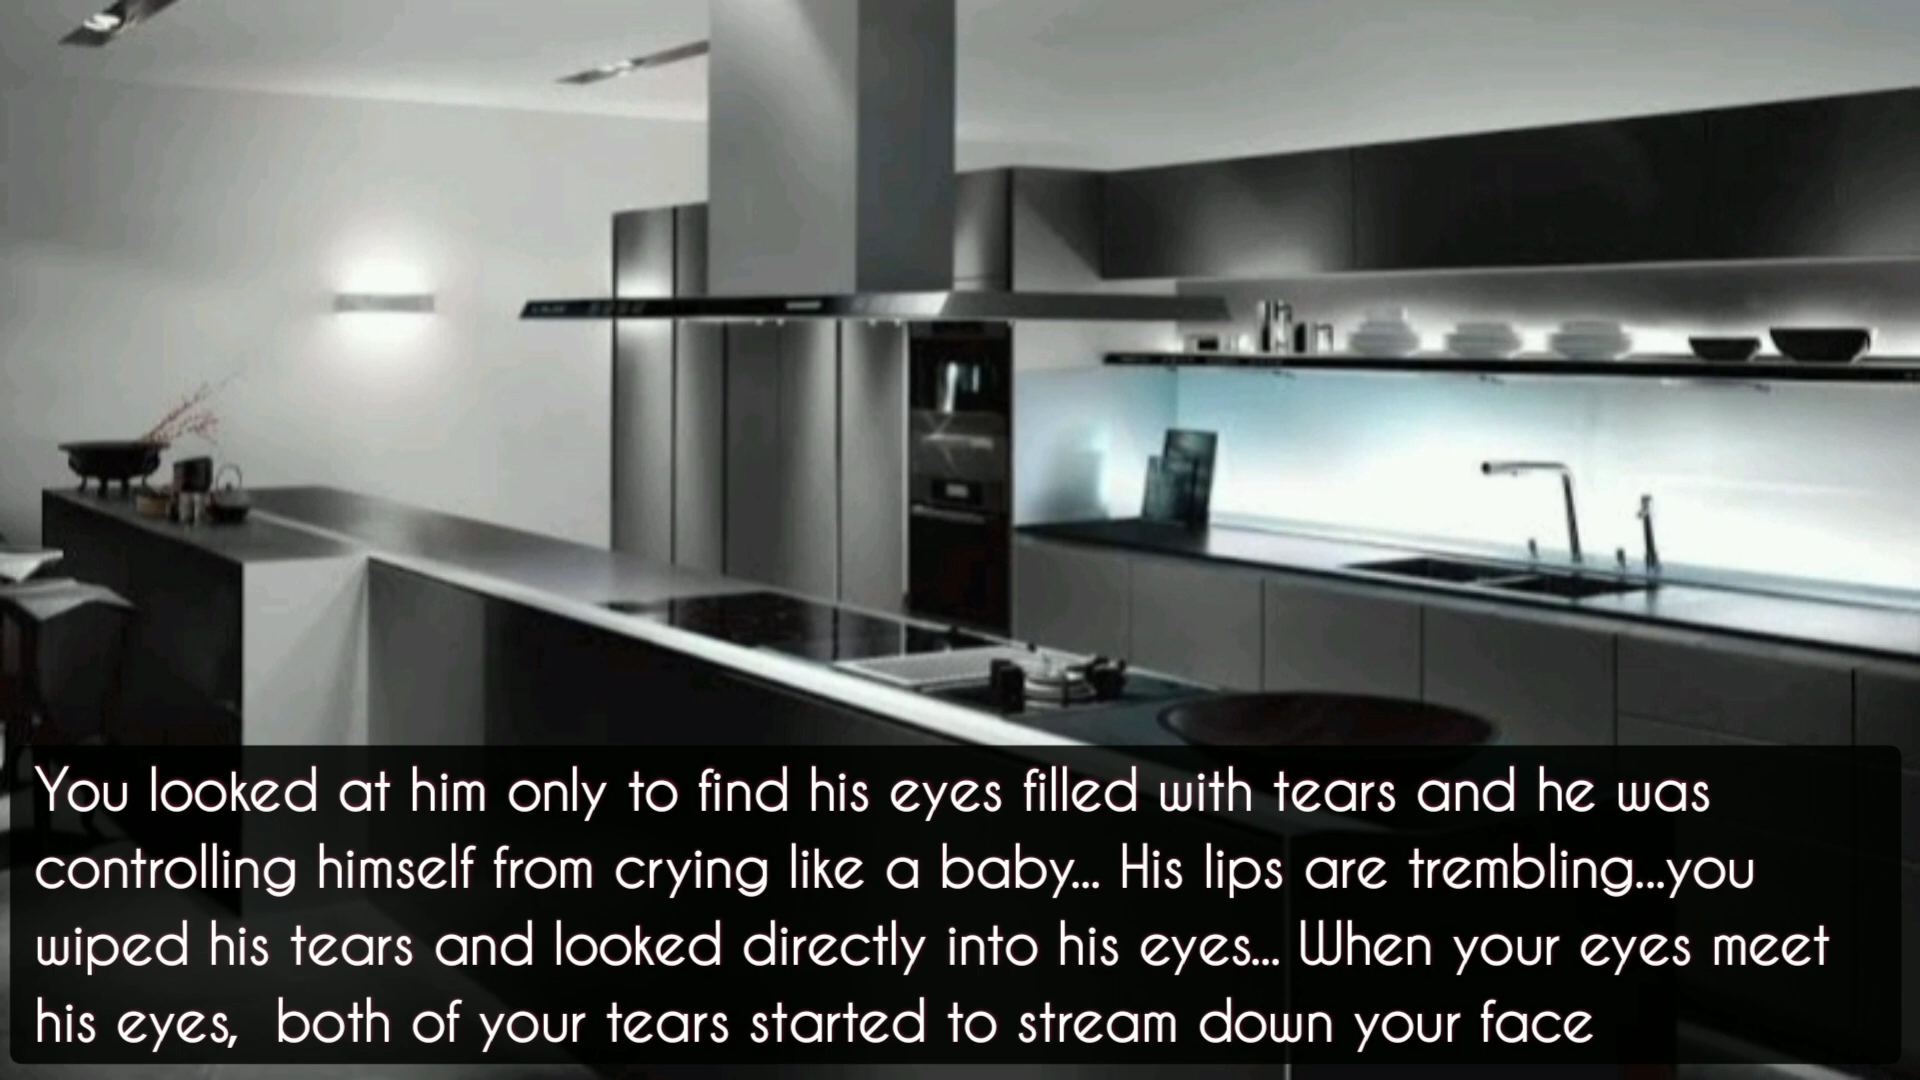 You looked at him only to find his eyes filled with tears and he was
controlling himself from crying like a baby... His lips are trembling...you
wiped his tears and looked directly into his eyes... When your eyes meet
his eyes,  both of your tears started to stream down your face